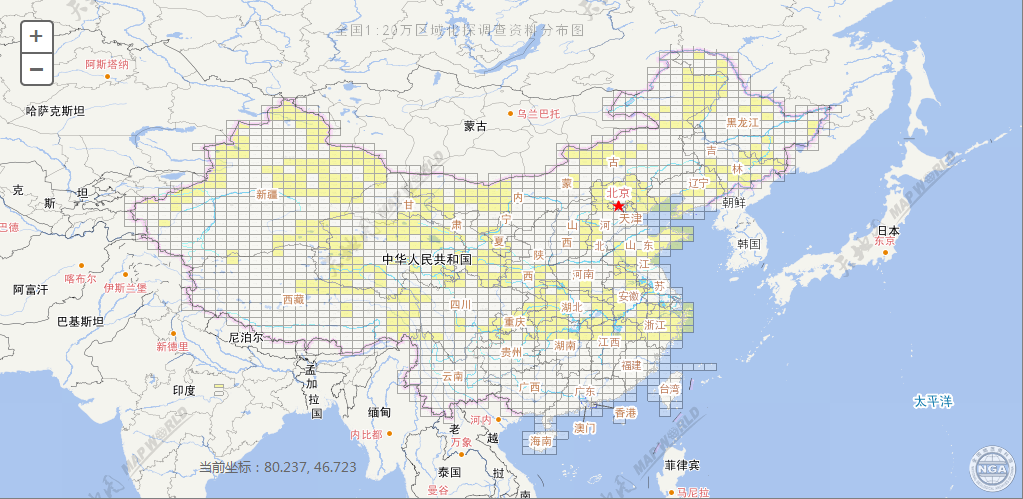 全国1:20万区域化探调查资料分布图
+
−
阿斯塔纳
哈萨克斯坦
蒙古
乌兰巴托
黑龙江
吉
林
辽宁
内
蒙
古
北京
天津
朝鲜
韩国
日本
东京
克
斯
坦
巴德
喀布尔
阿富汗
伊斯兰堡
巴基斯坦
新德里
新疆
甘
肃
宁
夏
中华人民共和国
陕
西
山
西
河
北
山 东
河南
江
苏
安徽
西藏
四川
湖北
重庆
浙江
湖南
江西
贵州
福建
云南
广西
广东
台湾
香港
澳门
海南
尼泊尔
孟
加
拉
国
印度
缅甸
内比都
河内
老
挝
万象
越
南
泰国
曼谷
菲律宾
马尼拉
太平洋
MAP WORLD
MAP WORLD
MAP WORLD
MAP WORLD
当前坐标：80.237, 46.723
NGA